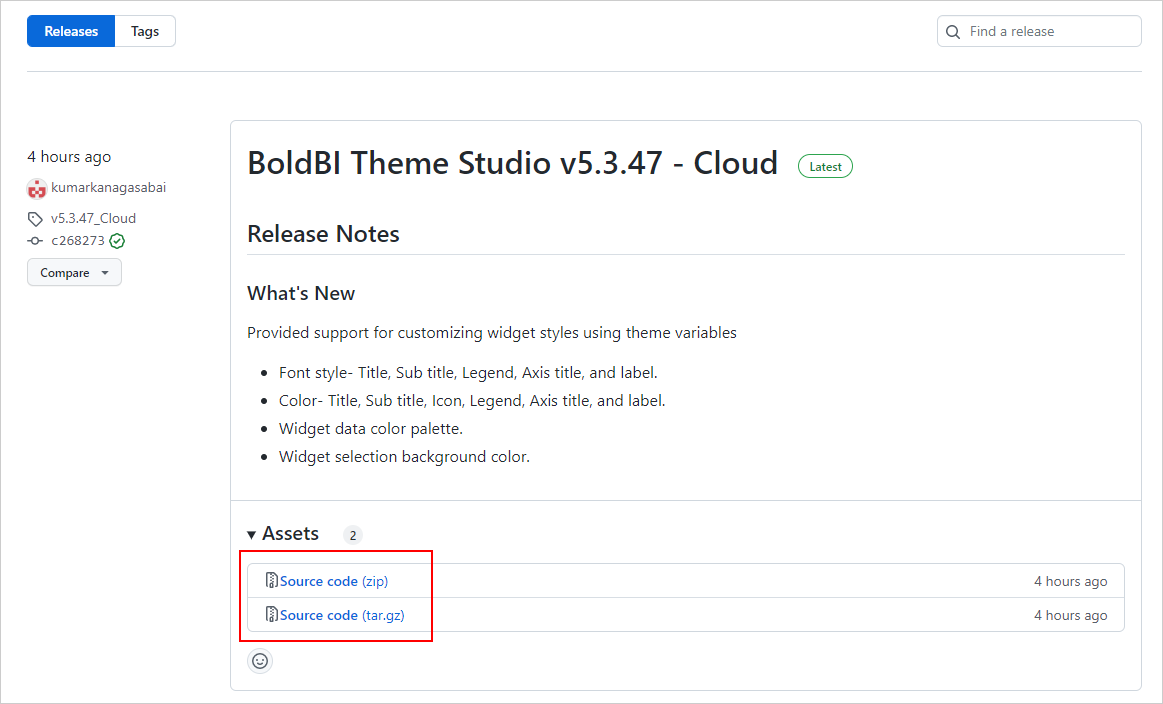 Releases Tags
Find a release
4 hours ago
kumarkanagasabai
v5.3.47_Cloud
c268273
Compare
BoldBI Theme Studio v5.3.47 - Cloud Latest
Release Notes
What's New
Provided support for customizing widget styles using theme variables
• Font style- Title, Sub title, Legend, Axis title, and label.
• Color- Title, Sub title, Icon, Legend, Axis title, and label.
• Widget data color palette.
• Widget selection background color.
Assets 2
Source code (zip) 4 hours ago
Source code (tar.gz) 4 hours ago